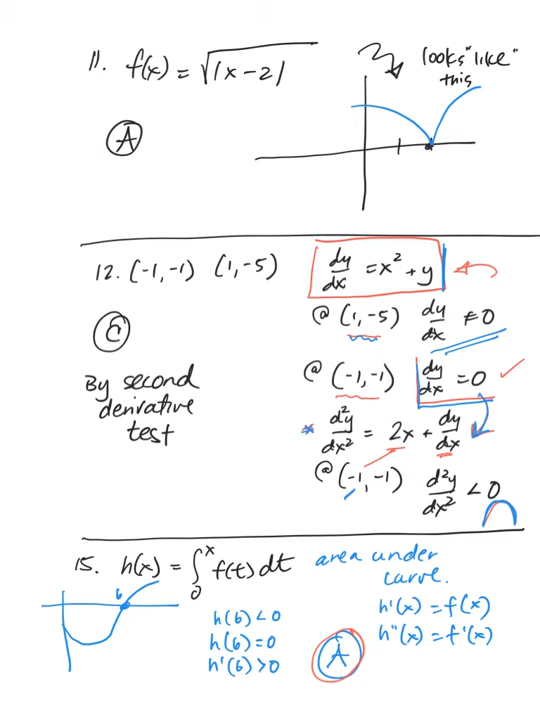 11. f(x) = √|x-2|
looks "like"
this
A
12. (-1,-1) (1,-5)
dy/dx = x² + y
@ (1,-5) dy/dx ≠ 0
C
@ (-1,-1) dy/dx = 0 ✓
By second
derivative
test
* d²y/dx² = 2x + dy/dx
@ (-1,-1) d²y/dx² < 0
15. h(x) = ∫₀ˣ f(t) dt
area under
curve.
6
h(6) < 0
h(6) = 0
h'(6) > 0
A
h'(x) = f(x)
h"(x) = f'(x)